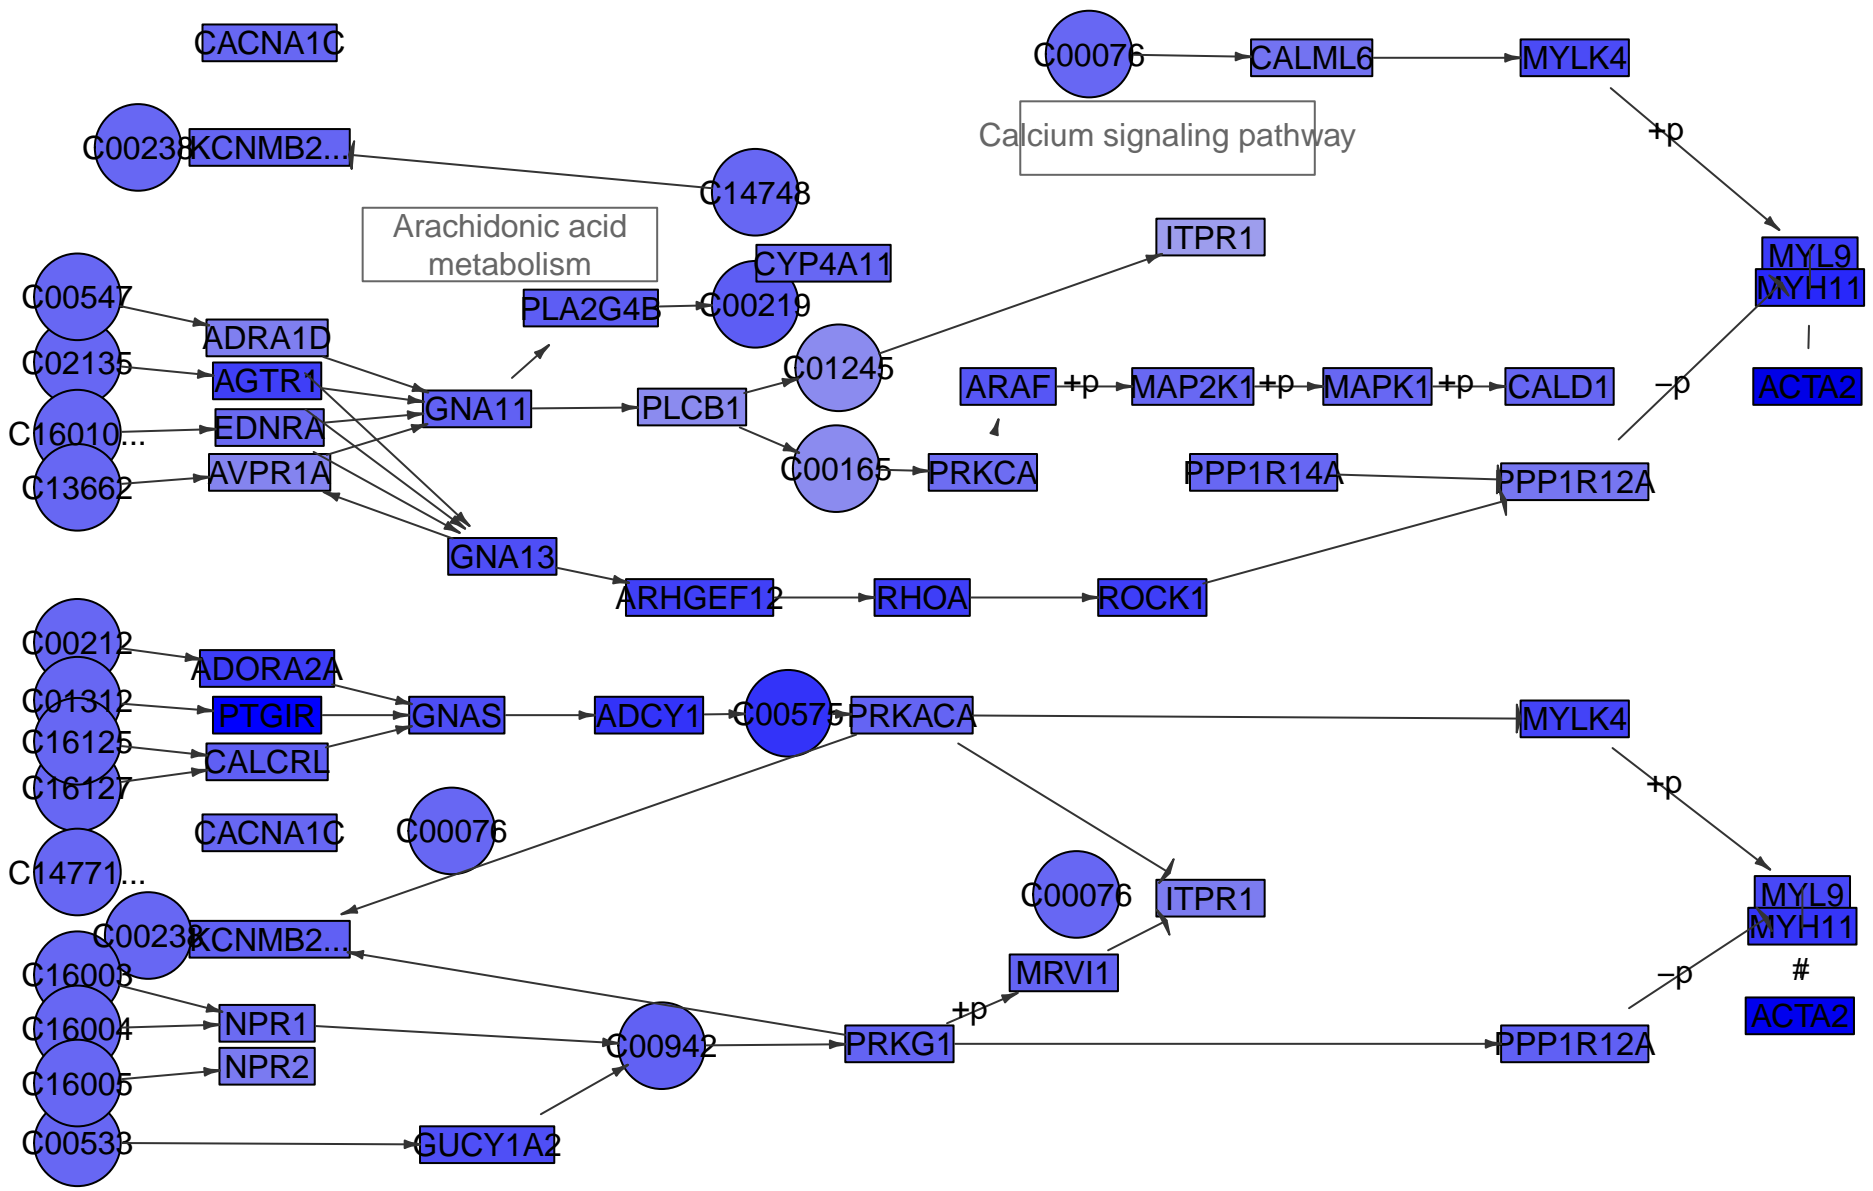 CACNA1C
C00076
CALML6
MYLK4
+p
Calcium signaling pathway
C00238
KCNMB2...
C14748
Arachidonic acid
metabolism
ITPR1
CYP4A11
MYL9
MYH11
C00547
PLA2G4B
C00219
ADRA1D
C02135
AGTR1
C01245
ARAF
+p
MAP2K1
+p
MAPK1
+p
CALD1
−p
ACTA2
GNA11
PLCB1
C16010...
EDNRA
C13662
AVPR1A
C00165
PRKCA
PPP1R14A
PPP1R12A
GNA13
ARHGEF12
RHOA
ROCK1
C00212
ADORA2A
C01312
PTGIR
GNAS
ADCY1
C00575
PRKACA
MYLK4
C16125
CALCRL
C16127
+p
CACNA1C
C00076
C14771...
C00076
ITPR1
MYL9
MYH11
C00238
KCNMB2...
C16003
MRVI1
−p
#
+p
ACTA2
C16004
NPR1
C00942
PRKG1
PPP1R12A
NPR2
C16005
C00533
GUCY1A2